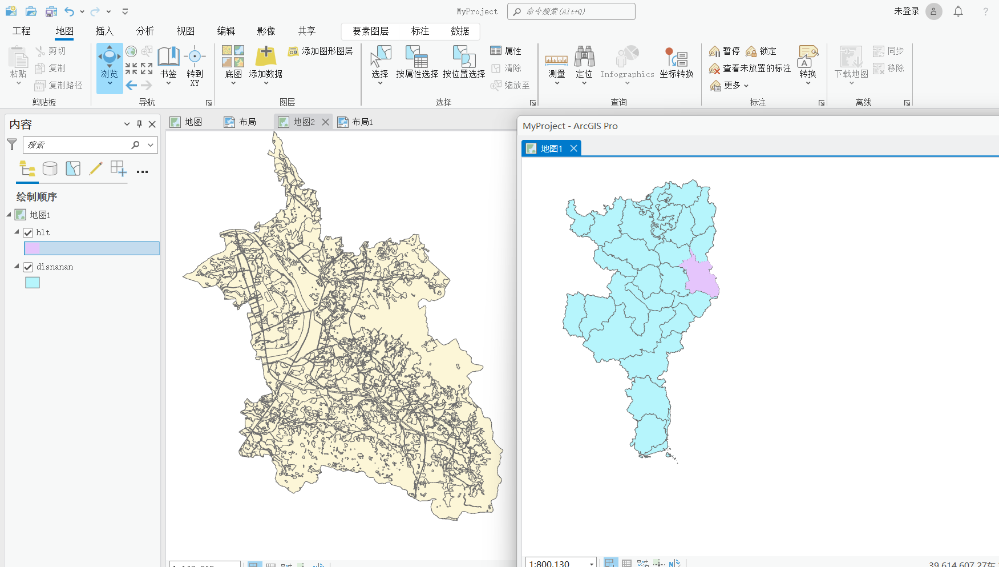 MyProject
命令搜索(Alt+Q)
未登录
?
工程 地图 插入 分析 视图 编辑 影像 共享 要素图层 标注 数据
粘贴
剪切
复制
复制路径
剪贴板
浏览
书签
转到
XY
导航
底图
添加数据
添加图形图层
图层
选择
按属性选择
按位置选择
属性
清除
缩放至
选择
测量
定位
Infographics
坐标转换
查询
暂停
锁定
查看未放置的标注
更多
转换
标注
下载地图
同步
移除
离线
内容
搜索
绘制顺序
地图1
hlt
disnanan
地图 布局 地图2 布局1
MyProject - ArcGIS Pro
地图1
1:800,130
39,614,607.27东